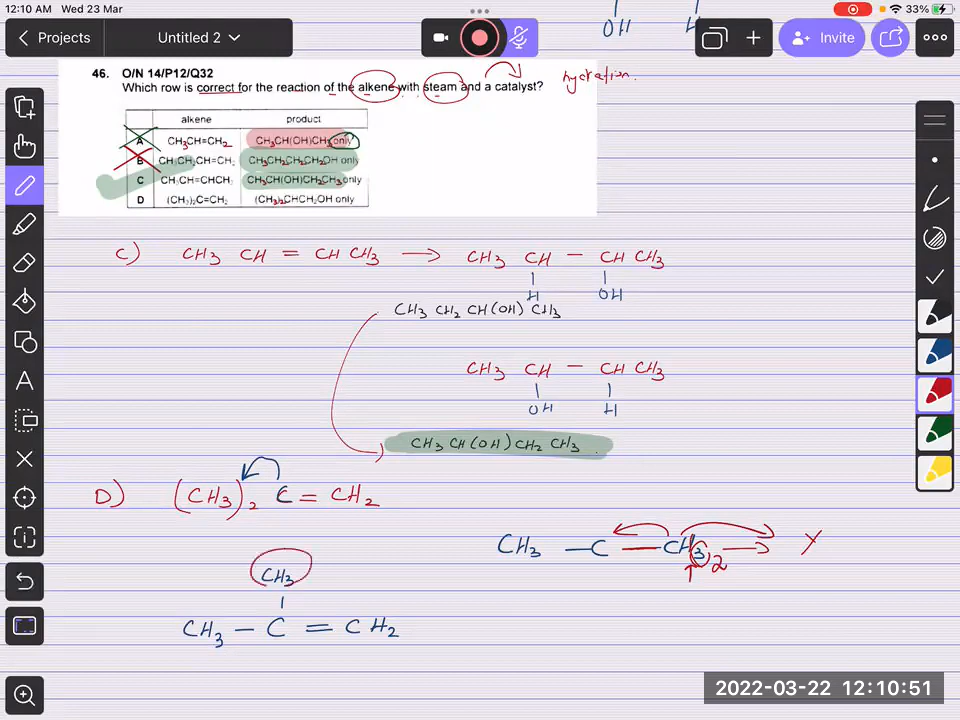 12:10 AM Wed 23 Mar
33%
Projects
Untitled 2
Invite
OH
H
46. O/N 14/P12/Q32
Which row is correct for the reaction of the alkene with steam and a catalyst?
hydration.
alkene product
A CH3CH=CH2 CH3CH(OH)CH3 only
B CH3CH2CH=CH2 CH3CH2CH2CH2OH only
C CH3CH=CHCH3 CH3CH(OH)CH2CH3 only
D (CH3)2C=CH2 (CH3)2CHCH2OH only
C) CH3 CH = CH CH3 → CH3 CH – CH CH3
H OH
CH3 CH2 CH(OH) CH3
CH3 CH – CH CH3
OH H
CH3 CH(OH) CH2 CH3 .
D) (CH3)2 C = CH2
CH3 – C – CH3 2 → Y
CH3
CH3 – C = CH2
A
2022-03-22 12:10:51